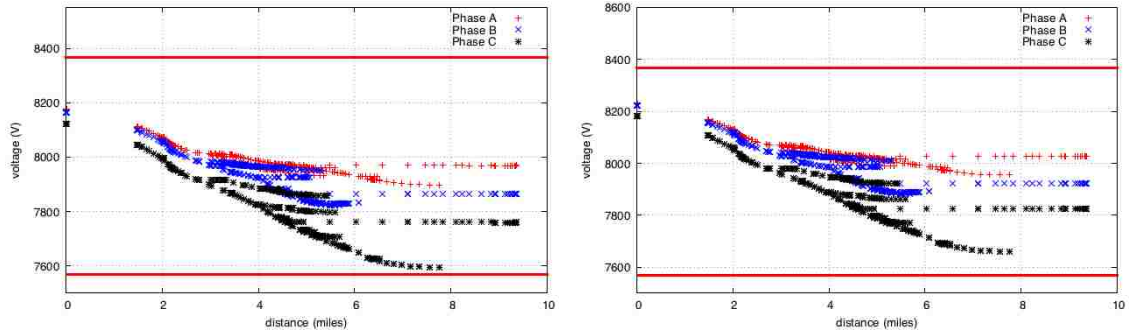 Phase A
Phase B
Phase C
8400
8200
8000
7800
7600
voltage (V)
0 2 4 6 8 10
distance (miles)
Phase A
Phase B
Phase C
8600
8400
8200
8000
7800
7600
voltage (V)
0 2 4 6 8 10
distance (miles)